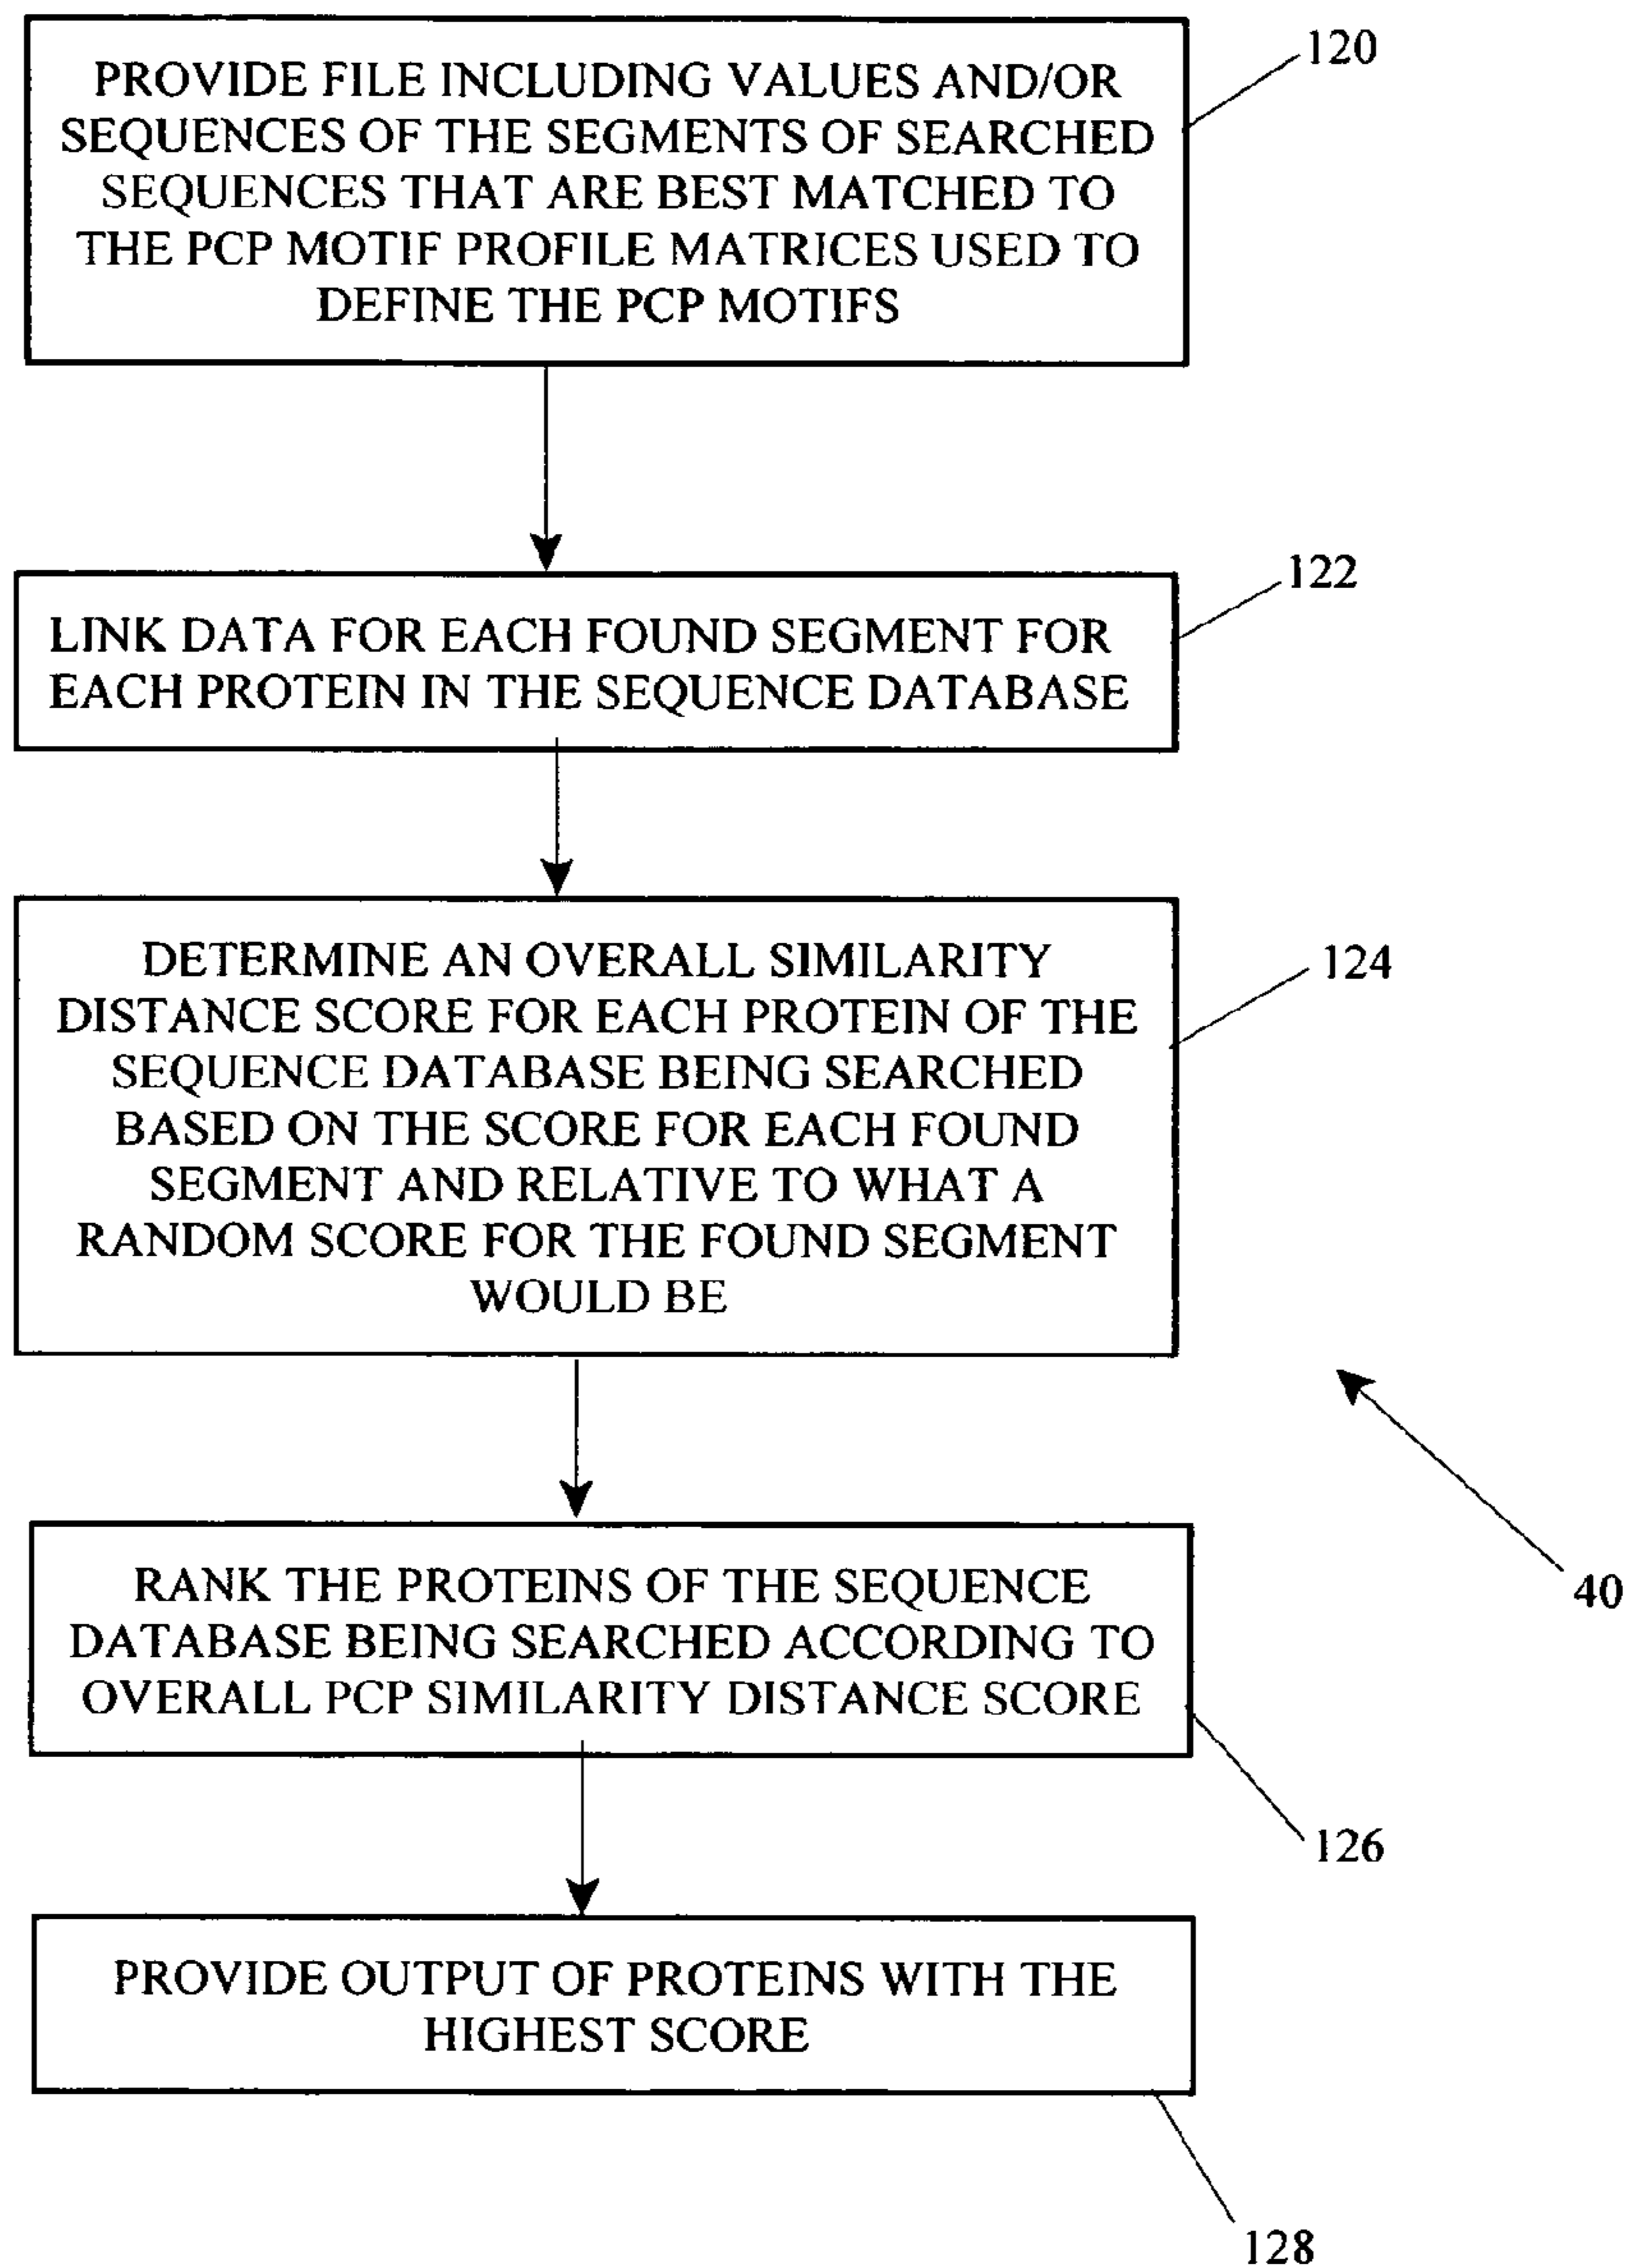 120
PROVIDE FILE INCLUDING VALUES AND/OR
SEQUENCES OF THE SEGMENTS OF SEARCHED
SEQUENCES THAT ARE BEST MATCHED TO
THE PCP MOTIF PROFILE MATRICES USED TO
DEFINE THE PCP MOTIFS
122
LINK DATA FOR EACH FOUND SEGMENT FOR
EACH PROTEIN IN THE SEQUENCE DATABASE
124
DETERMINE AN OVERALL SIMILARITY
DISTANCE SCORE FOR EACH PROTEIN OF THE
SEQUENCE DATABASE BEING SEARCHED
BASED ON THE SCORE FOR EACH FOUND
SEGMENT AND RELATIVE TO WHAT A
RANDOM SCORE FOR THE FOUND SEGMENT
WOULD BE
40
RANK THE PROTEINS OF THE SEQUENCE
DATABASE BEING SEARCHED ACCORDING TO
OVERALL PCP SIMILARITY DISTANCE SCORE
126
PROVIDE OUTPUT OF PROTEINS WITH THE
HIGHEST SCORE
128